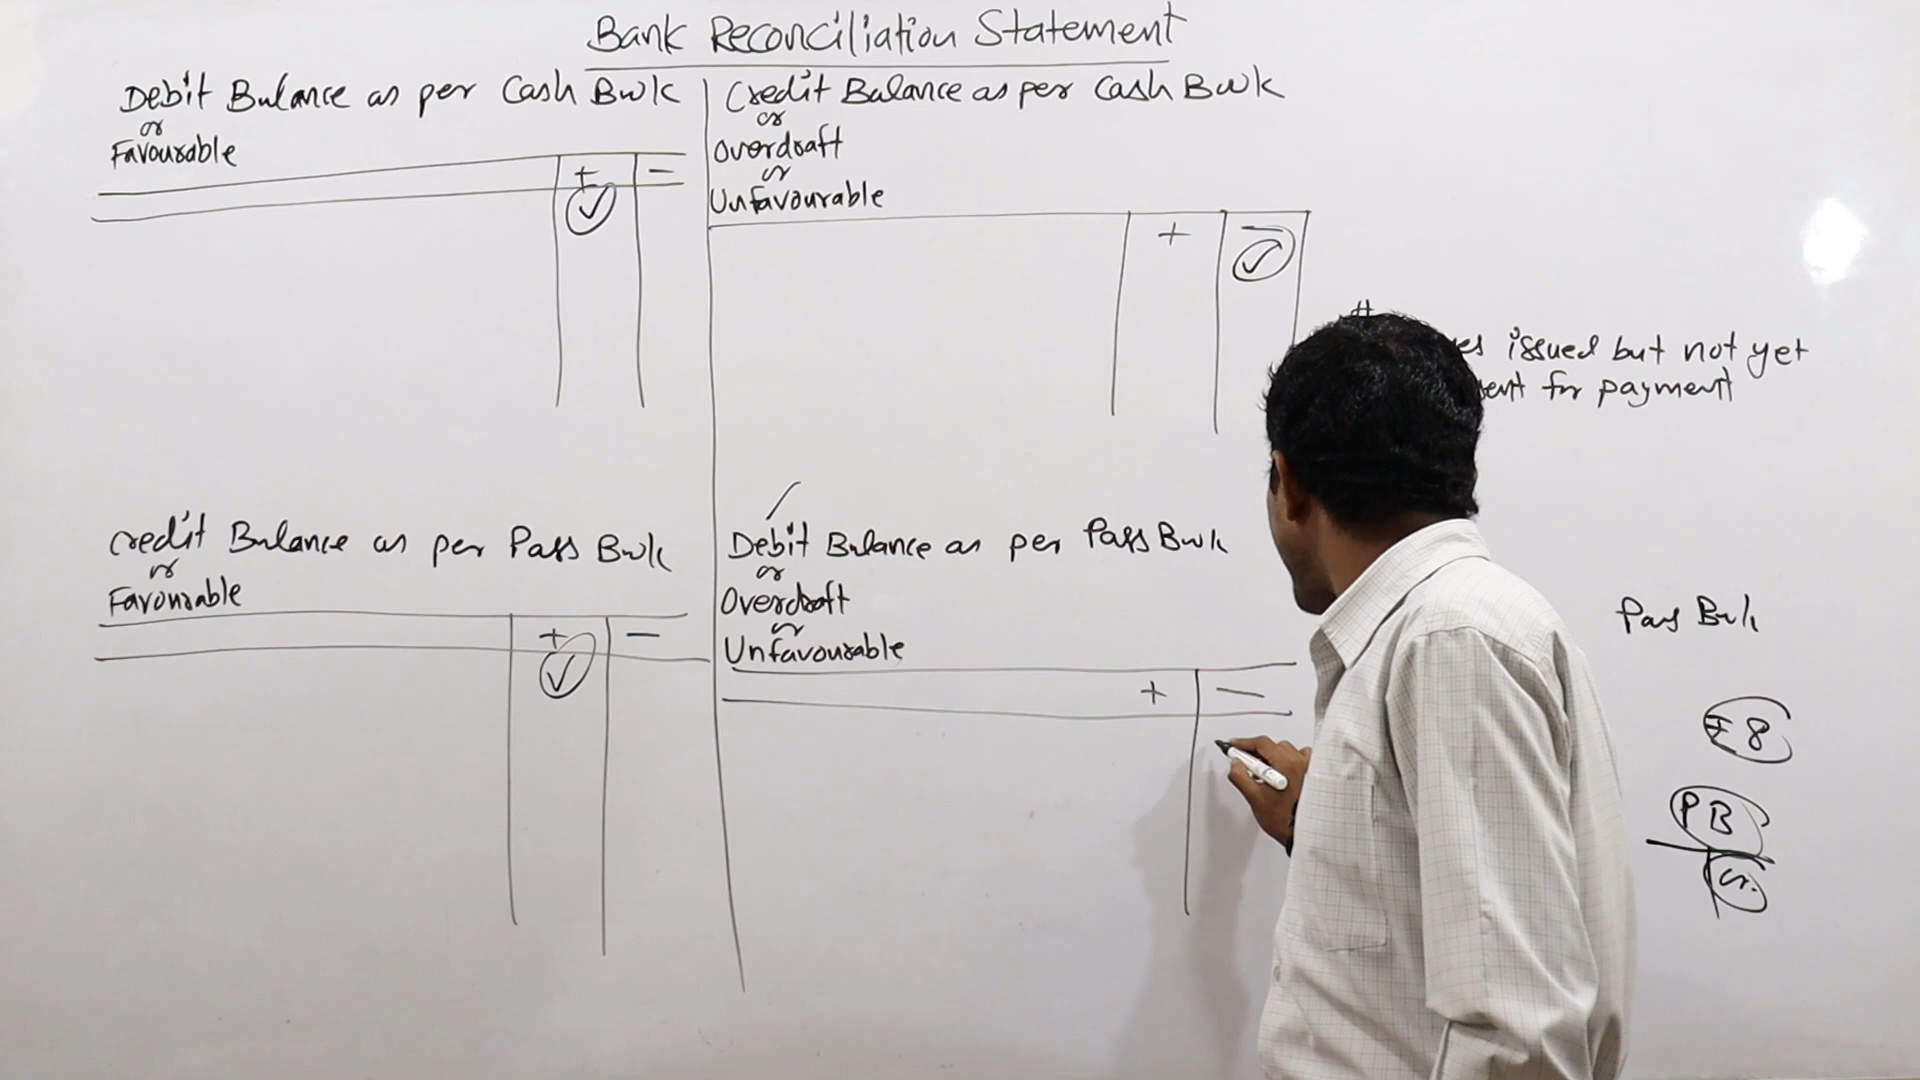 Bank Reconciliation Statement
Debit Balance as per Cash Book
or
Favourable
+ −
Credit Balance as per Cash Book
or
Overdraft
or
Unfavourable
+ −
#
es issued but not yet
sent for payment
Credit Balance as per Pass Book
or
Favourable
+ −
Debit Balance as per Pass Book
or
Overdraft
or
Unfavourable
+ −
Pass Book
PB
Cr.